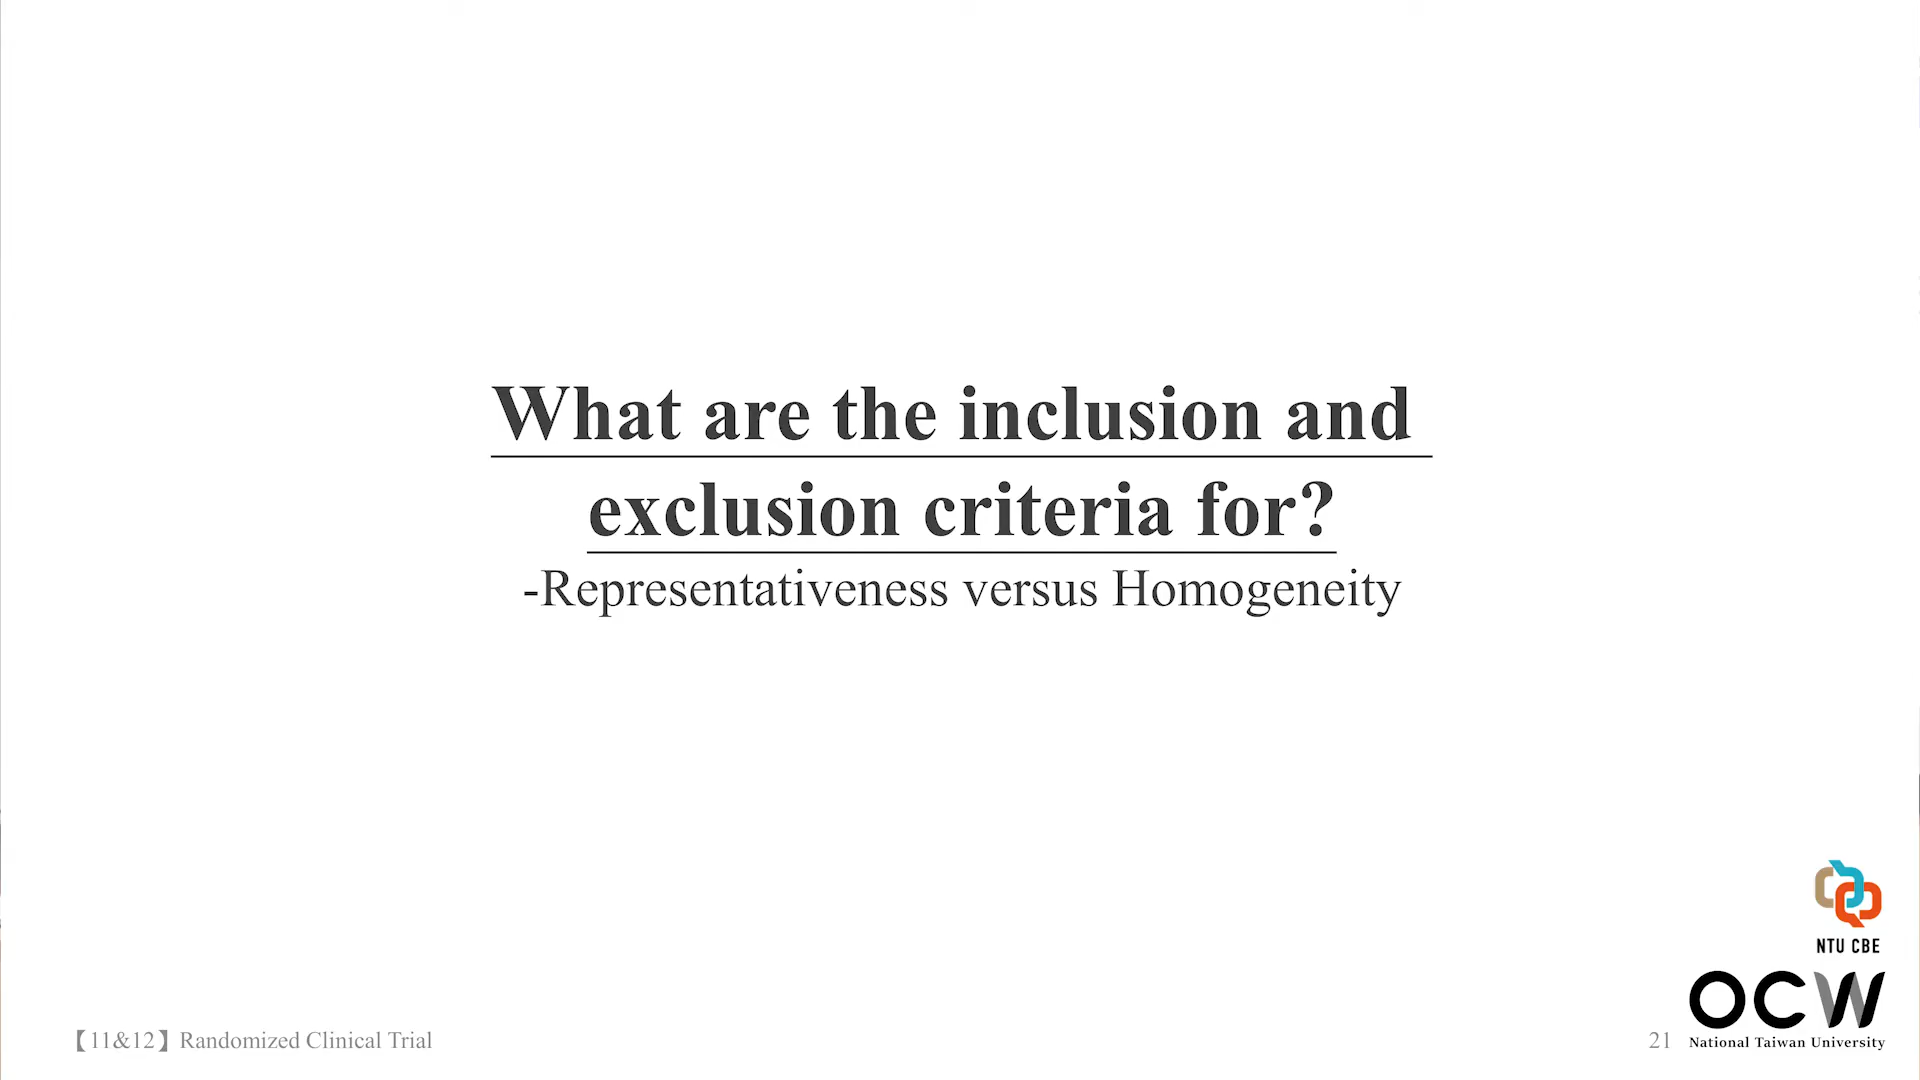 What are the inclusion and
exclusion criteria for?
-Representativeness versus Homogeneity
NTU CBE
OCW
National Taiwan University
【11&12】Randomized Clinical Trial
21